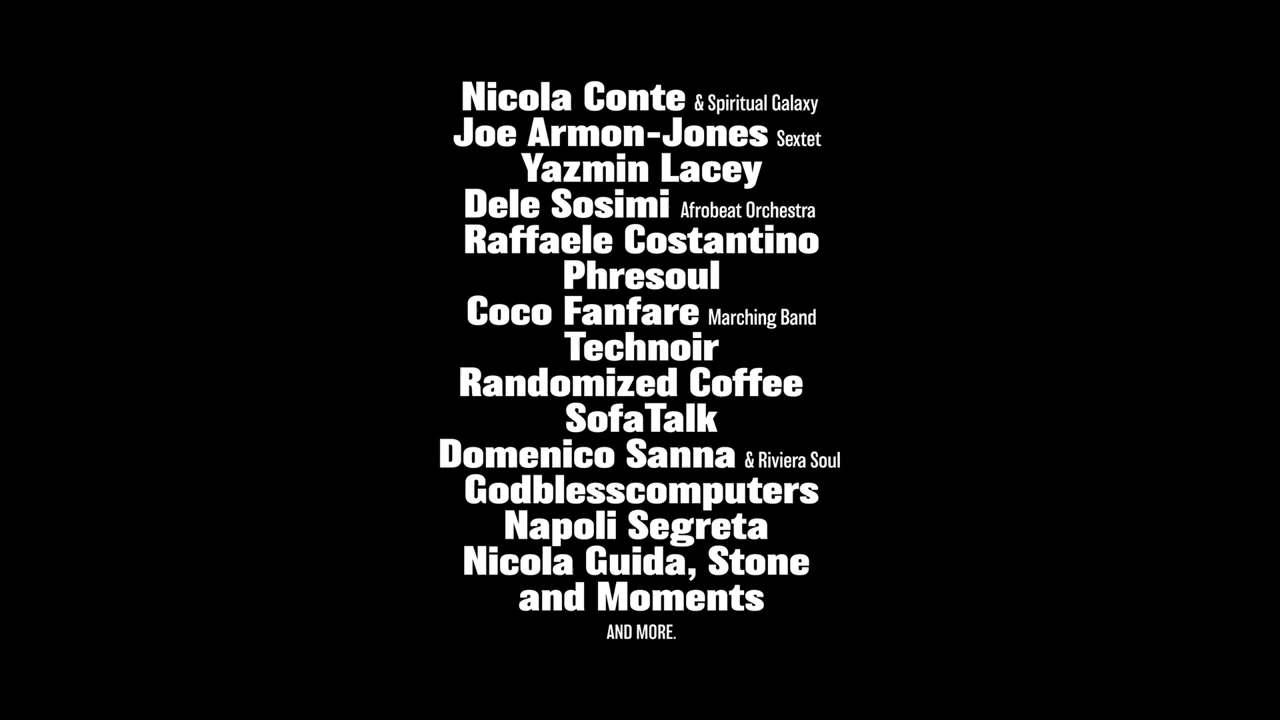 Nicola Conte & Spiritual Galaxy
Joe Armon-Jones Sextet
Yazmin Lacey
Dele Sosimi Afrobeat Orchestra
Raffaele Costantino
Phresoul
Coco Fanfare Marching Band
Technoir
Randomized Coffee
SofaTalk
Domenico Sanna & Riviera Soul
Godblesscomputers
Napoli Segreta
Nicola Guida, Stone
and Moments
AND MORE.